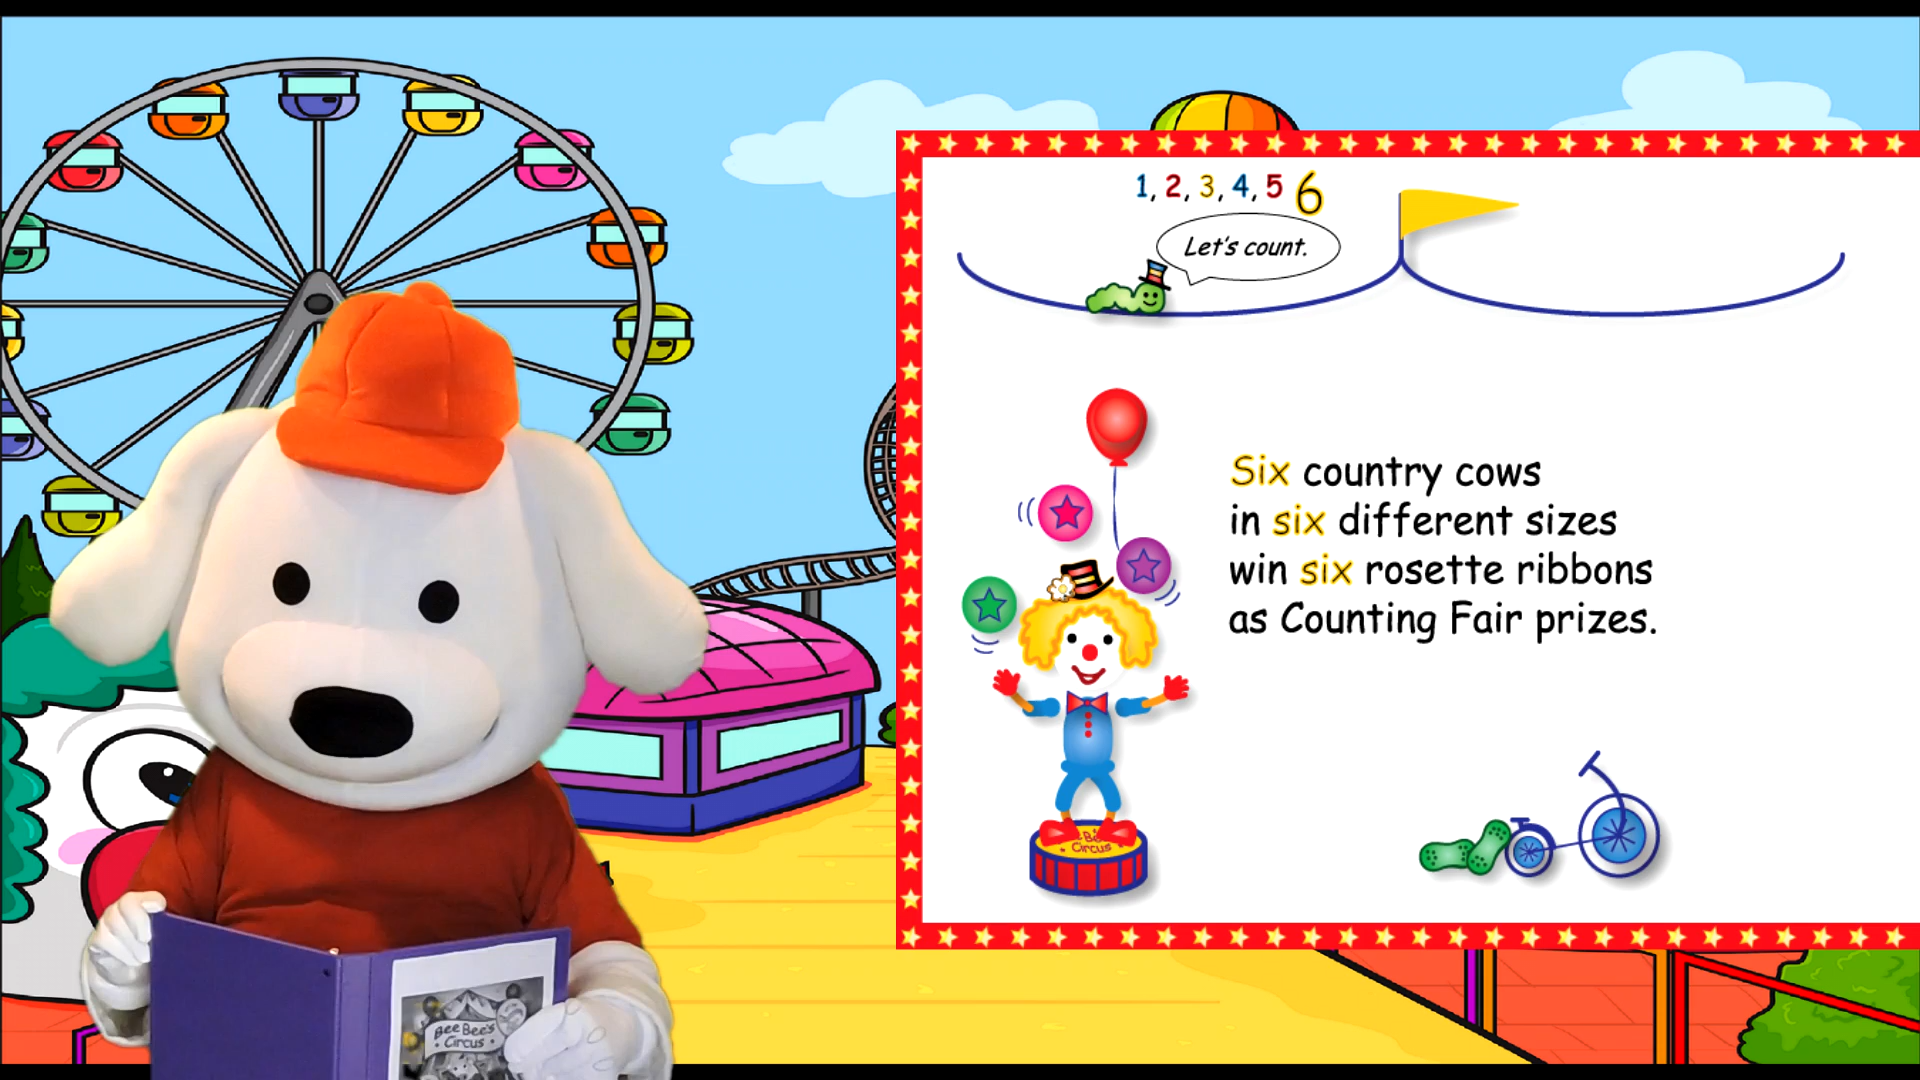 1, 2, 3, 4, 5 6
Let's count.
Six country cows
in six different sizes
win six rosette ribbons
as Counting Fair prizes.
Circus
Bee Bee's
Circus